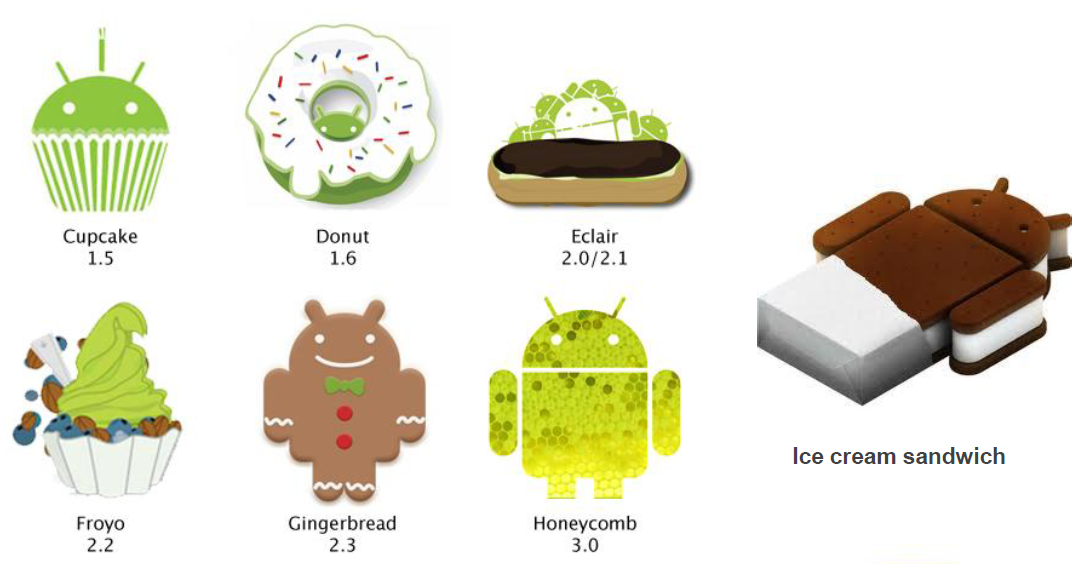 Cupcake
1.5
Donut
1.6
Eclair
2.0/2.1
Froyo
2.2
Gingerbread
2.3
Honeycomb
3.0
Ice cream sandwich